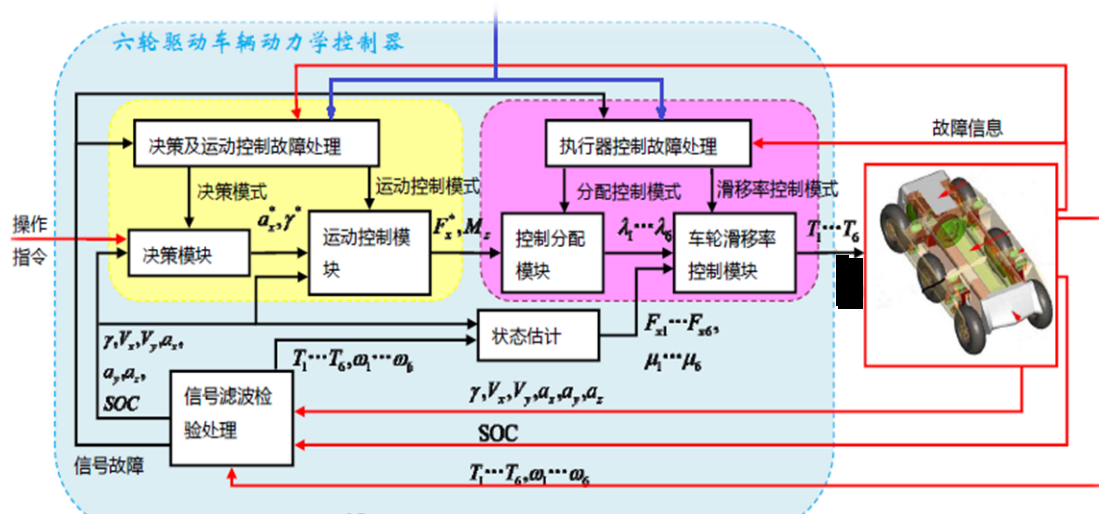 六轮驱动车辆动力学控制器
决策及运动控制故障处理
执行器控制故障处理
故障信息
决策模式
运动控制模式
分配控制模式
滑移率控制模式
操作
指令
a*x,γ*
F*x,Mz
λ1···λ6
T1···T6
决策模块
运动控制模
块
控制分配
模块
车轮滑移率
控制模块
状态估计
Fx1···Fx6,
μ1···μ6
γ,Vx,Vy,ax,
ay,az,
SOC
T1···T6,ω1···ω6
信号滤波检
验处理
γ,Vx,Vy,ax,ay,az
SOC
信号故障
T1···T6,ω1···ω6